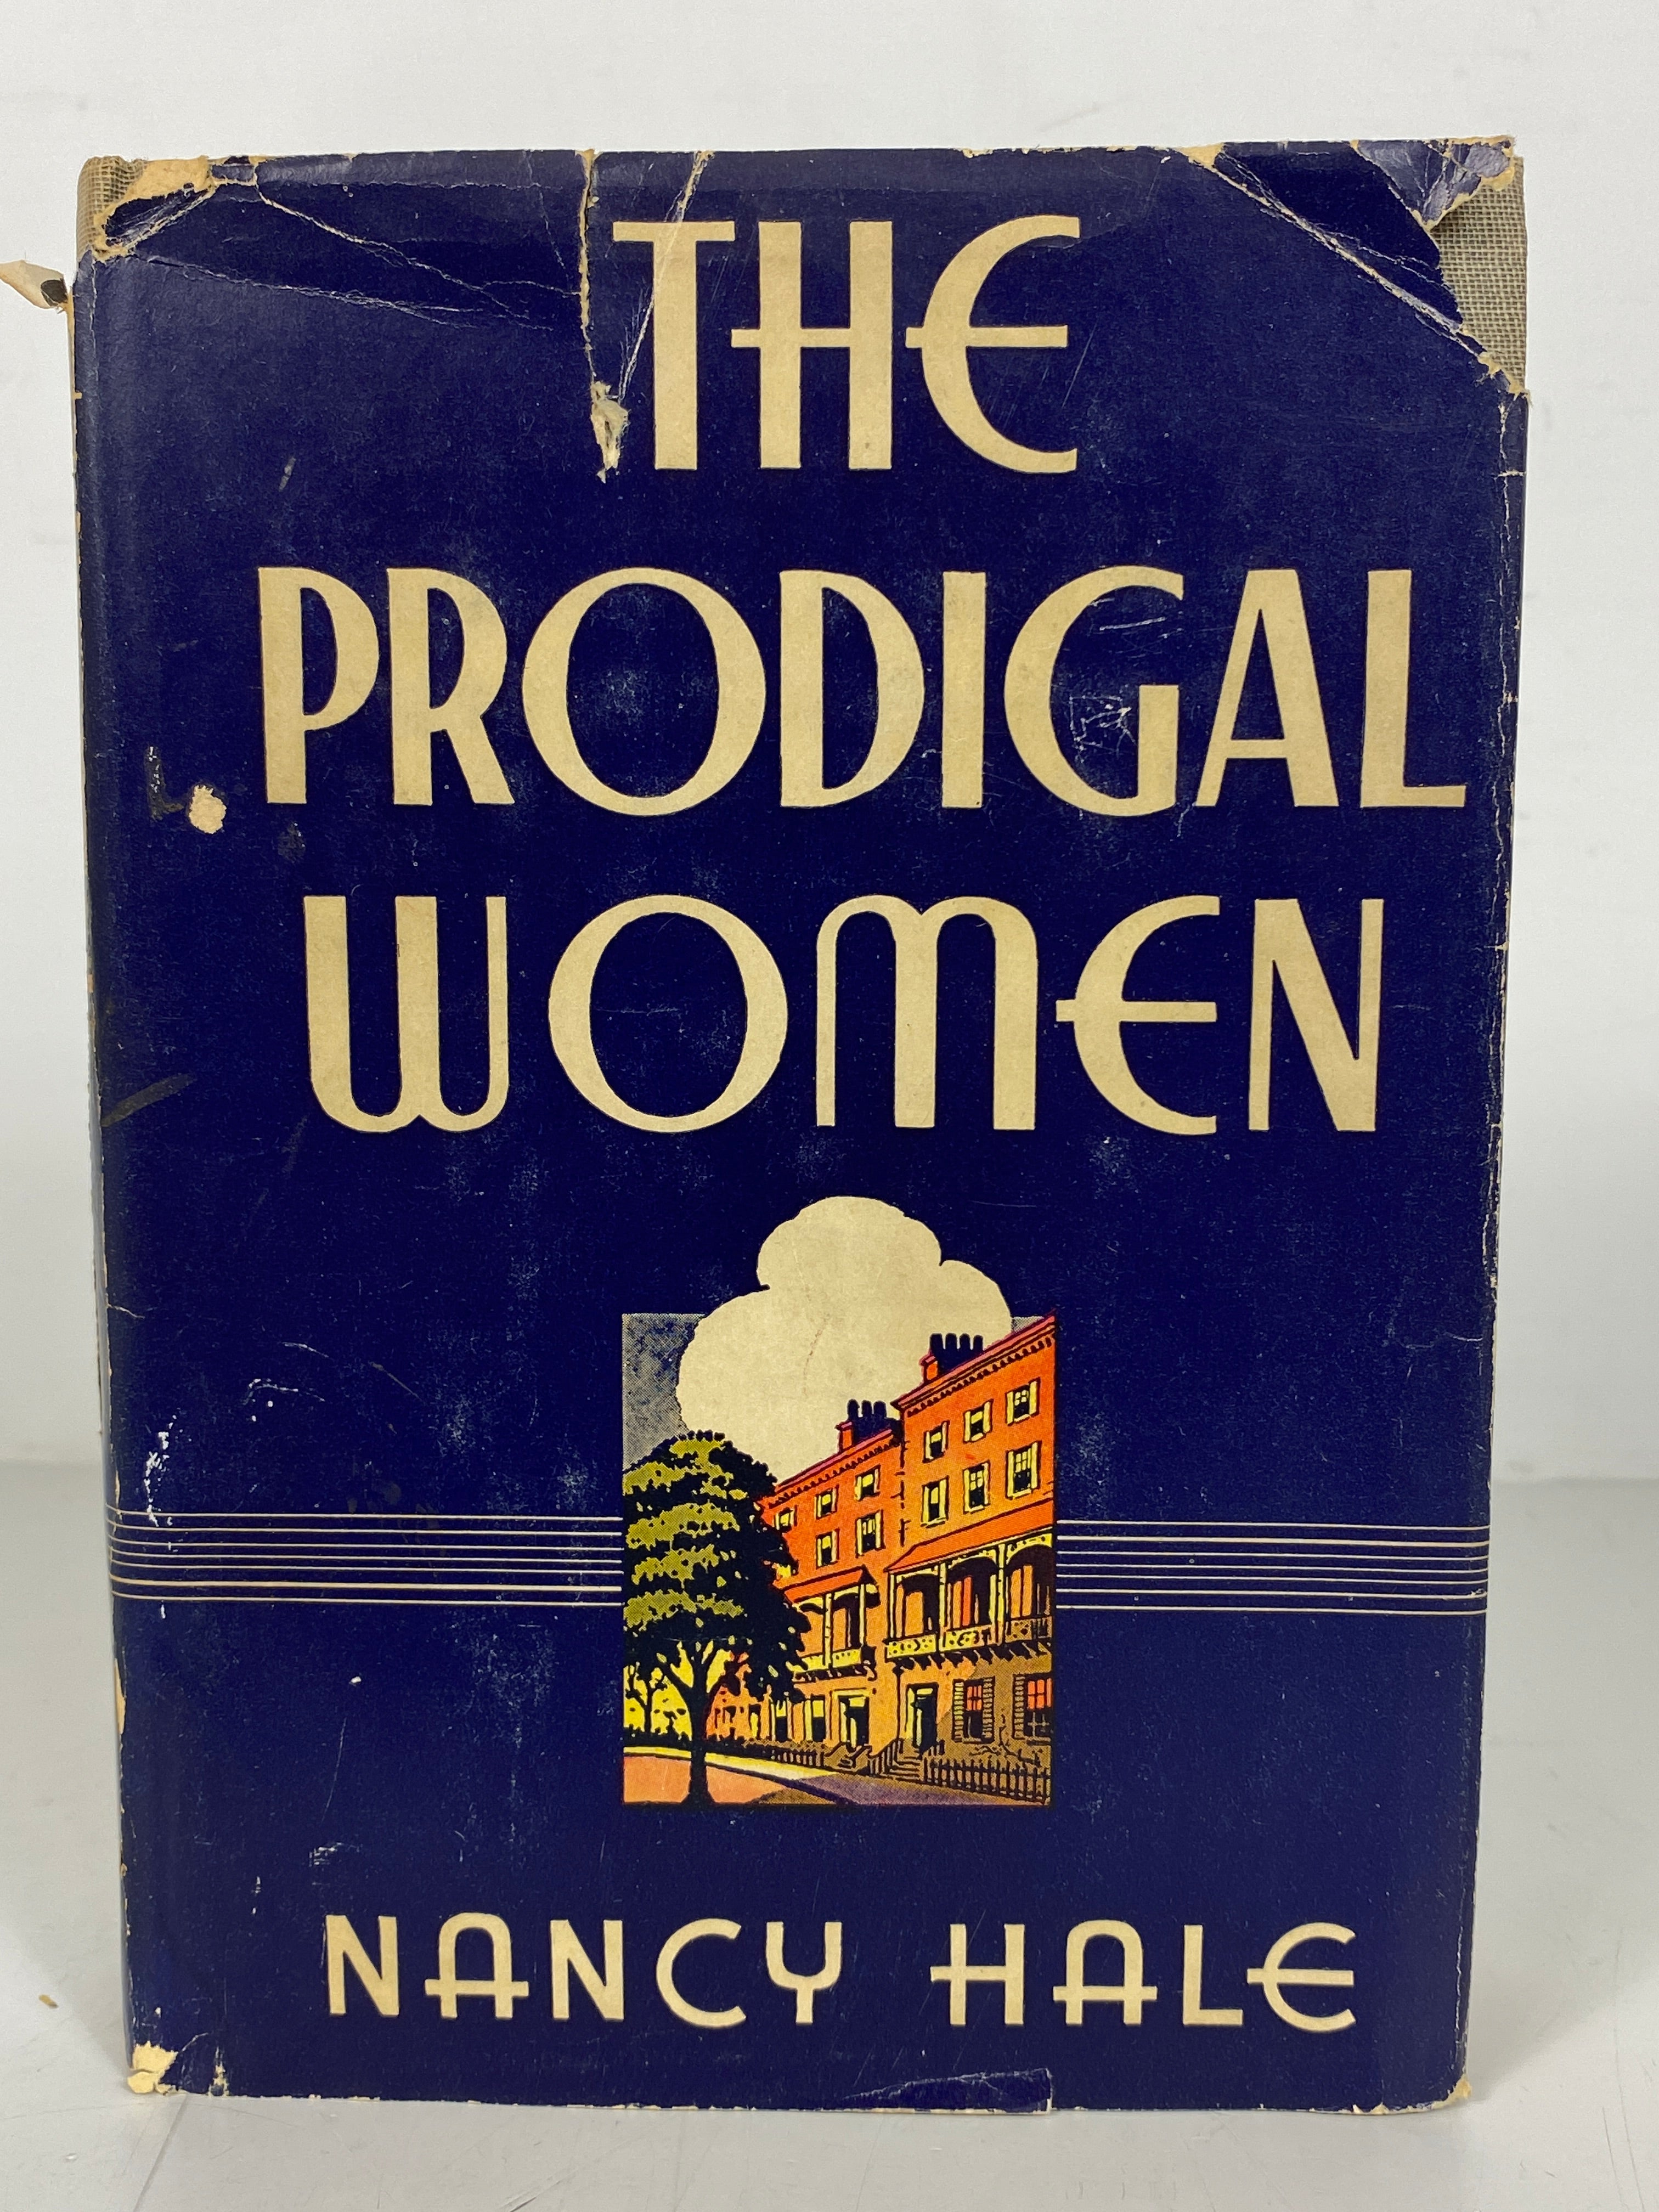 THE
PRODIGAL
WOMEN
NANCY HALE